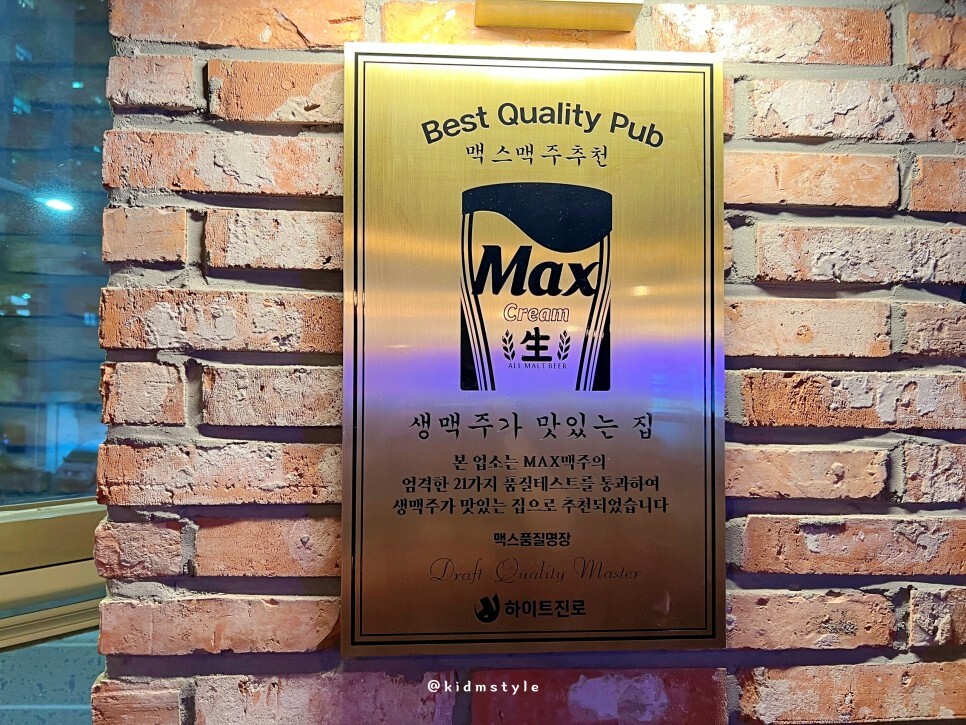 Best Quality Pub
맥스맥주추천
Max
Cream
生
ALL MALT BEER
생맥주가 맛있는 집
본 업소는 MAX맥주의
엄격한 21가지 품질테스트를 통과하여
생맥주가 맛있는 집으로 추천되었습니다
맥스품질명장
Draft Quality Master
하이트진로
@kidmstyle